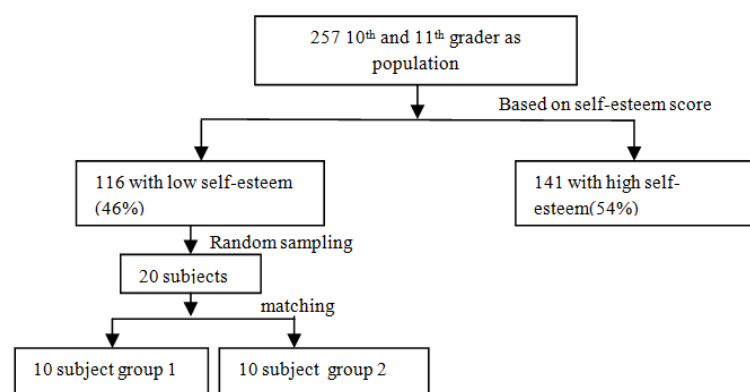 257 10th and 11th grader as
population
Based on self-esteem score
116 with low self-esteem
(46%)
141 with high self-
esteem(54%)
Random sampling
20 subjects
matching
10 subject group 1
10 subject group 2